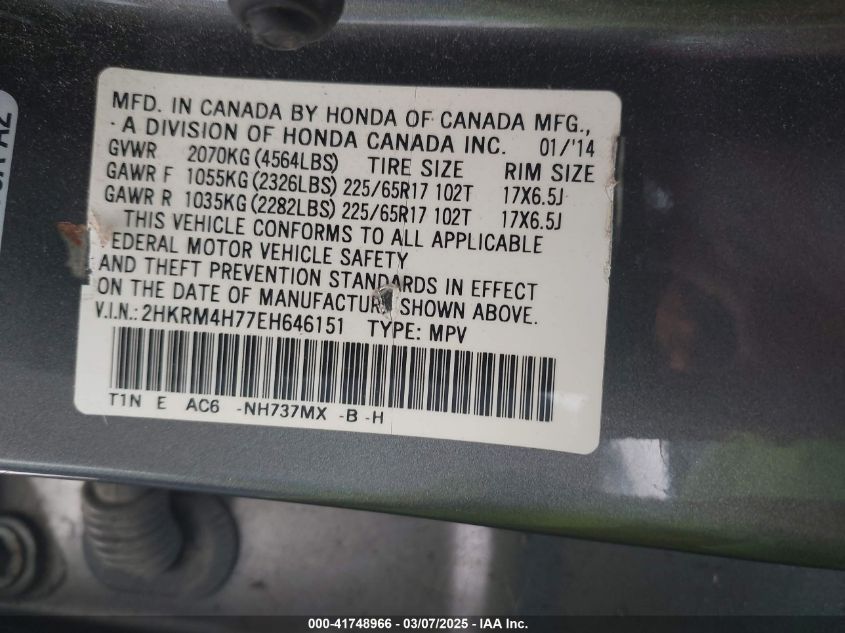 MFD. IN CANADA BY HONDA OF CANADA MFG.,
A DIVISION OF HONDA CANADA INC. 01/'14
GVWR 2070KG (4564LBS) TIRE SIZE RIM SIZE
GAWR F 1055KG (2326LBS) 225/65R17 102T 17X6.5J
GAWR R 1035KG (2282LBS) 225/65R17 102T 17X6.5J
THIS VEHICLE CONFORMS TO ALL APPLICABLE
FEDERAL MOTOR VEHICLE SAFETY
AND THEFT PREVENTION STANDARDS IN EFFECT
ON THE DATE OF MANUFACTURE SHOWN ABOVE.
V.I.N.: 2HKRM4H77EH646151 TYPE: MPV
T1N E AC6 -NH737MX -B -H
000-41748966 — 03/07/2025 — IAA Inc.